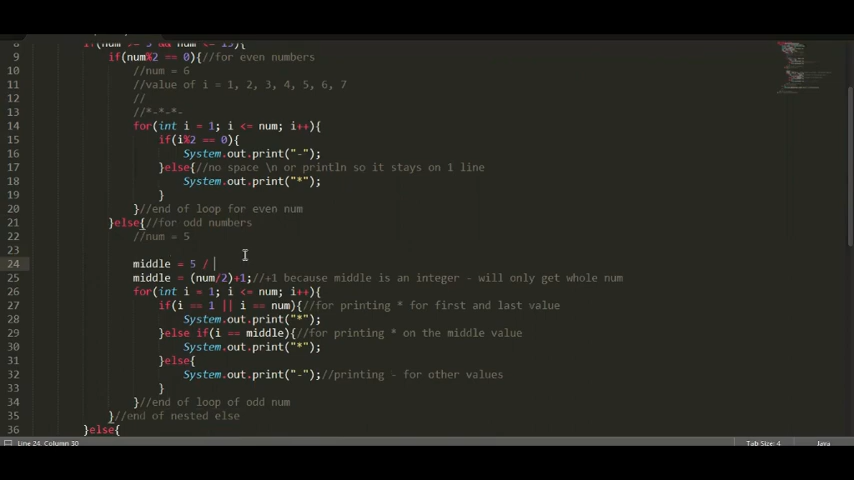 8 if(num >= 5 && num <= 15){
9 if(num%2 == 0){//for even numbers
10 //num = 6
11 //value of i = 1, 2, 3, 4, 5, 6, 7
12 //
13 //*-*-*-
14 for(int i = 1; i <= num; i++){
15 if(i%2 == 0){
16 System.out.print("-");
17 }else{//no space \n or println so it stays on 1 line
18 System.out.print("*");
19 }
20 }//end of loop for even num
21 }else{//for odd numbers
22 //num = 5
23
24 middle = 5 /
25 middle = (num/2)+1;//+1 because middle is an integer - will only get whole num
26 for(int i = 1; i <= num; i++){
27 if(i == 1 || i == num){//for printing * for first and last value
28 System.out.print("*");
29 }else if(i == middle){//for printing * on the middle value
30 System.out.print("*");
31 }else{
32 System.out.print("-");//printing - for other values
33 }
34 }//end of loop of odd num
35 }//end of nested else
36 }else{
Line 24, Column 30 Tab Size: 4 Java